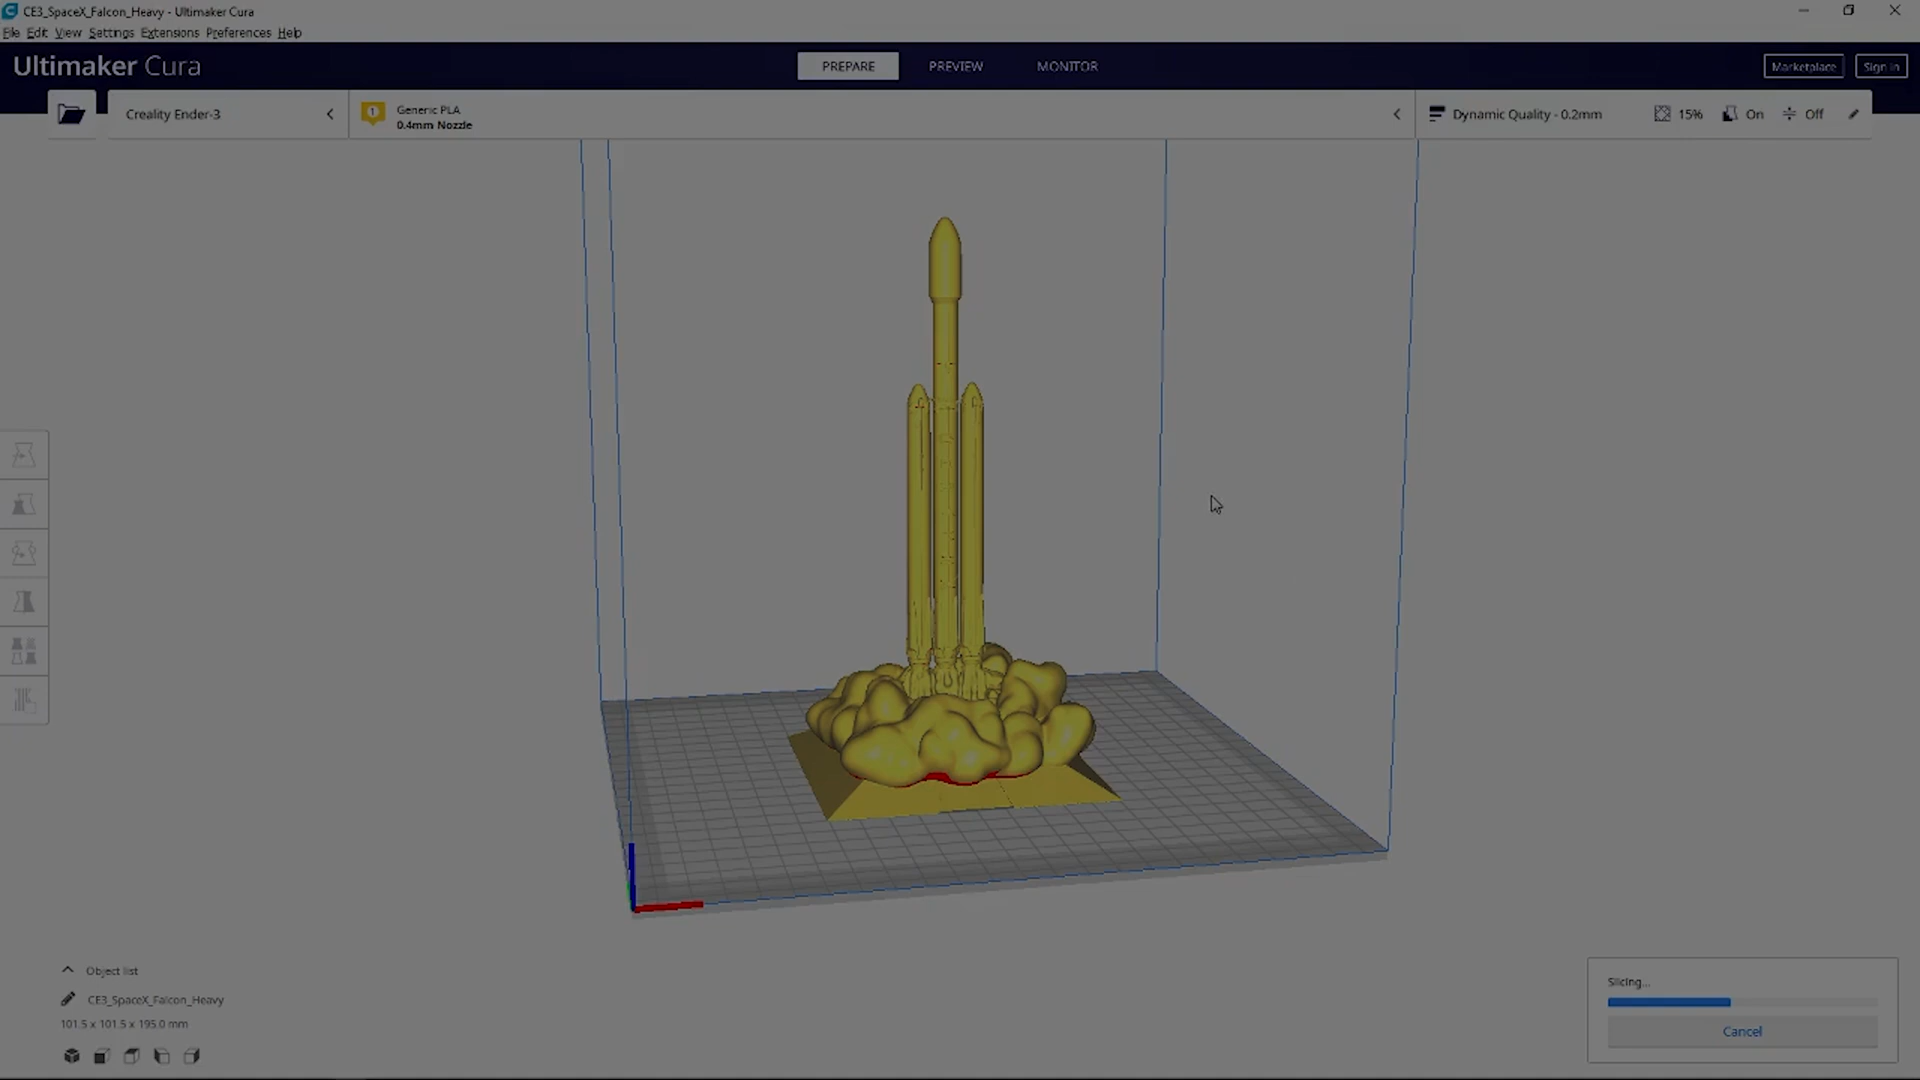 CE3_SpaceX_Falcon_Heavy - Ultimaker Cura
File Edit View Settings Extensions Preferences Help
Ultimaker Cura
PREPARE
PREVIEW
MONITOR
Marketplace
Sign in
Creality Ender-3
1
Generic PLA
0.4mm Nozzle
Dynamic Quality - 0.2mm
15%
On
Off
Object list
CE3_SpaceX_Falcon_Heavy
101.5 x 101.5 x 195.0 mm
Slicing...
Cancel